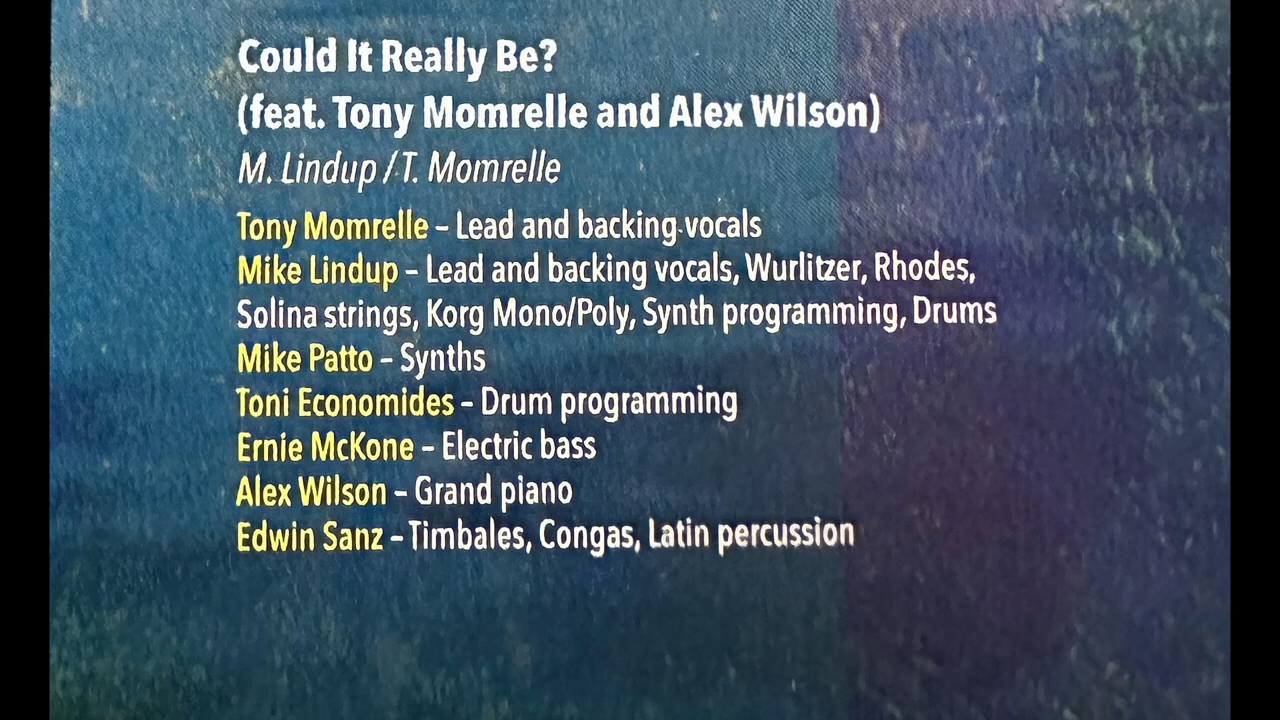 Could It Really Be?
(feat. Tony Momrelle and Alex Wilson)
M. Lindup / T. Momrelle
Tony Momrelle – Lead and backing vocals
Mike Lindup – Lead and backing vocals, Wurlitzer, Rhodes,
Solina strings, Korg Mono/Poly, Synth programming, Drums
Mike Patto – Synths
Toni Economides – Drum programming
Ernie McKone – Electric bass
Alex Wilson – Grand piano
Edwin Sanz – Timbales, Congas, Latin percussion